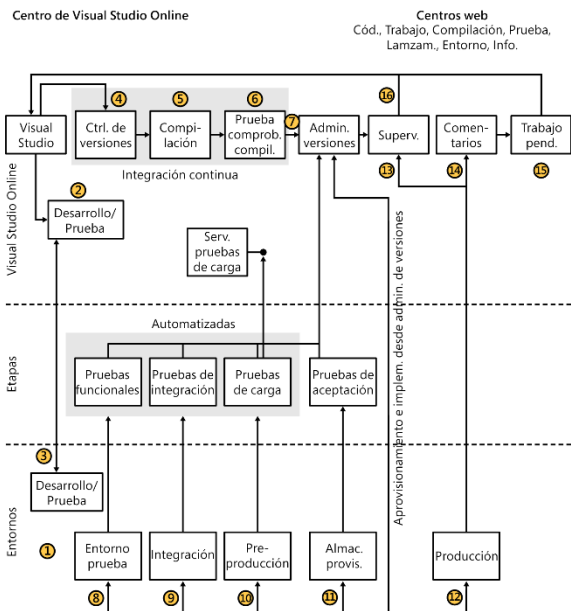 Centro de Visual Studio Online
Centros web
Cód., Trabajo, Compilación, Prueba,
Lamzam., Entorno, Info.
16
4
5
6
7
Visual
Studio
Ctrl. de
versiones
Compi-
lación
Prueba
comprob.
compil.
Admin.
versiones
Superv.
Comen-
tarios
Trabajo
pend.
Integración continua
13
14
15
Visual Studio Online
2
Desarrollo/
Prueba
Serv.
pruebas
de carga
Aprovisionamiento e implem. desde admin. de versiones
Etapas
Automatizadas
Pruebas
funcionales
Pruebas de
integración
Pruebas
de carga
Pruebas de
aceptación
Entornos
3
Desarrollo/
Prueba
1
Entorno
prueba
Integración
Pre-
producción
Almac.
provis.
Producción
8
9
10
11
12